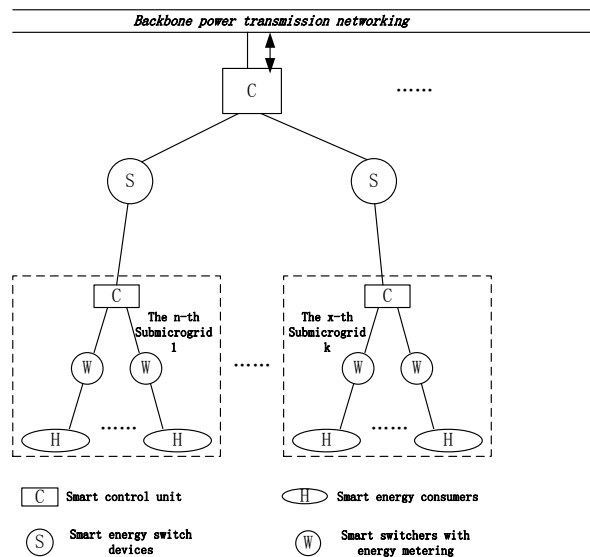 Backbone power transmission networking
C
……
S
S
C
C
The n-th
Submicrogrid
1
The x-th
Submicrogrid
k
W
W
……
W
W
H
……
H
H
……
H
C
Smart control unit
H
Smart energy consumers
S
Smart energy switch
devices
W
Smart switchers with
energy metering